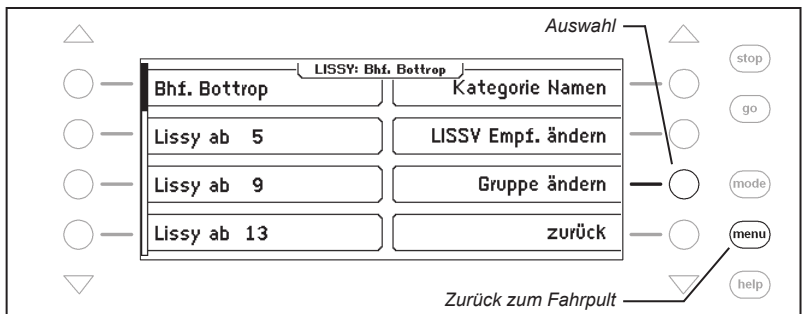 Auswahl
LISSY: Bhf. Bottrop
stop
Bhf. Bottrop
Kategorie Namen
go
Lissy ab 5
LISSY Empf. ändern
Lissy ab 9
Gruppe ändern
mode
Lissy ab 13
zurück
menu
Zurück zum Fahrpult
help